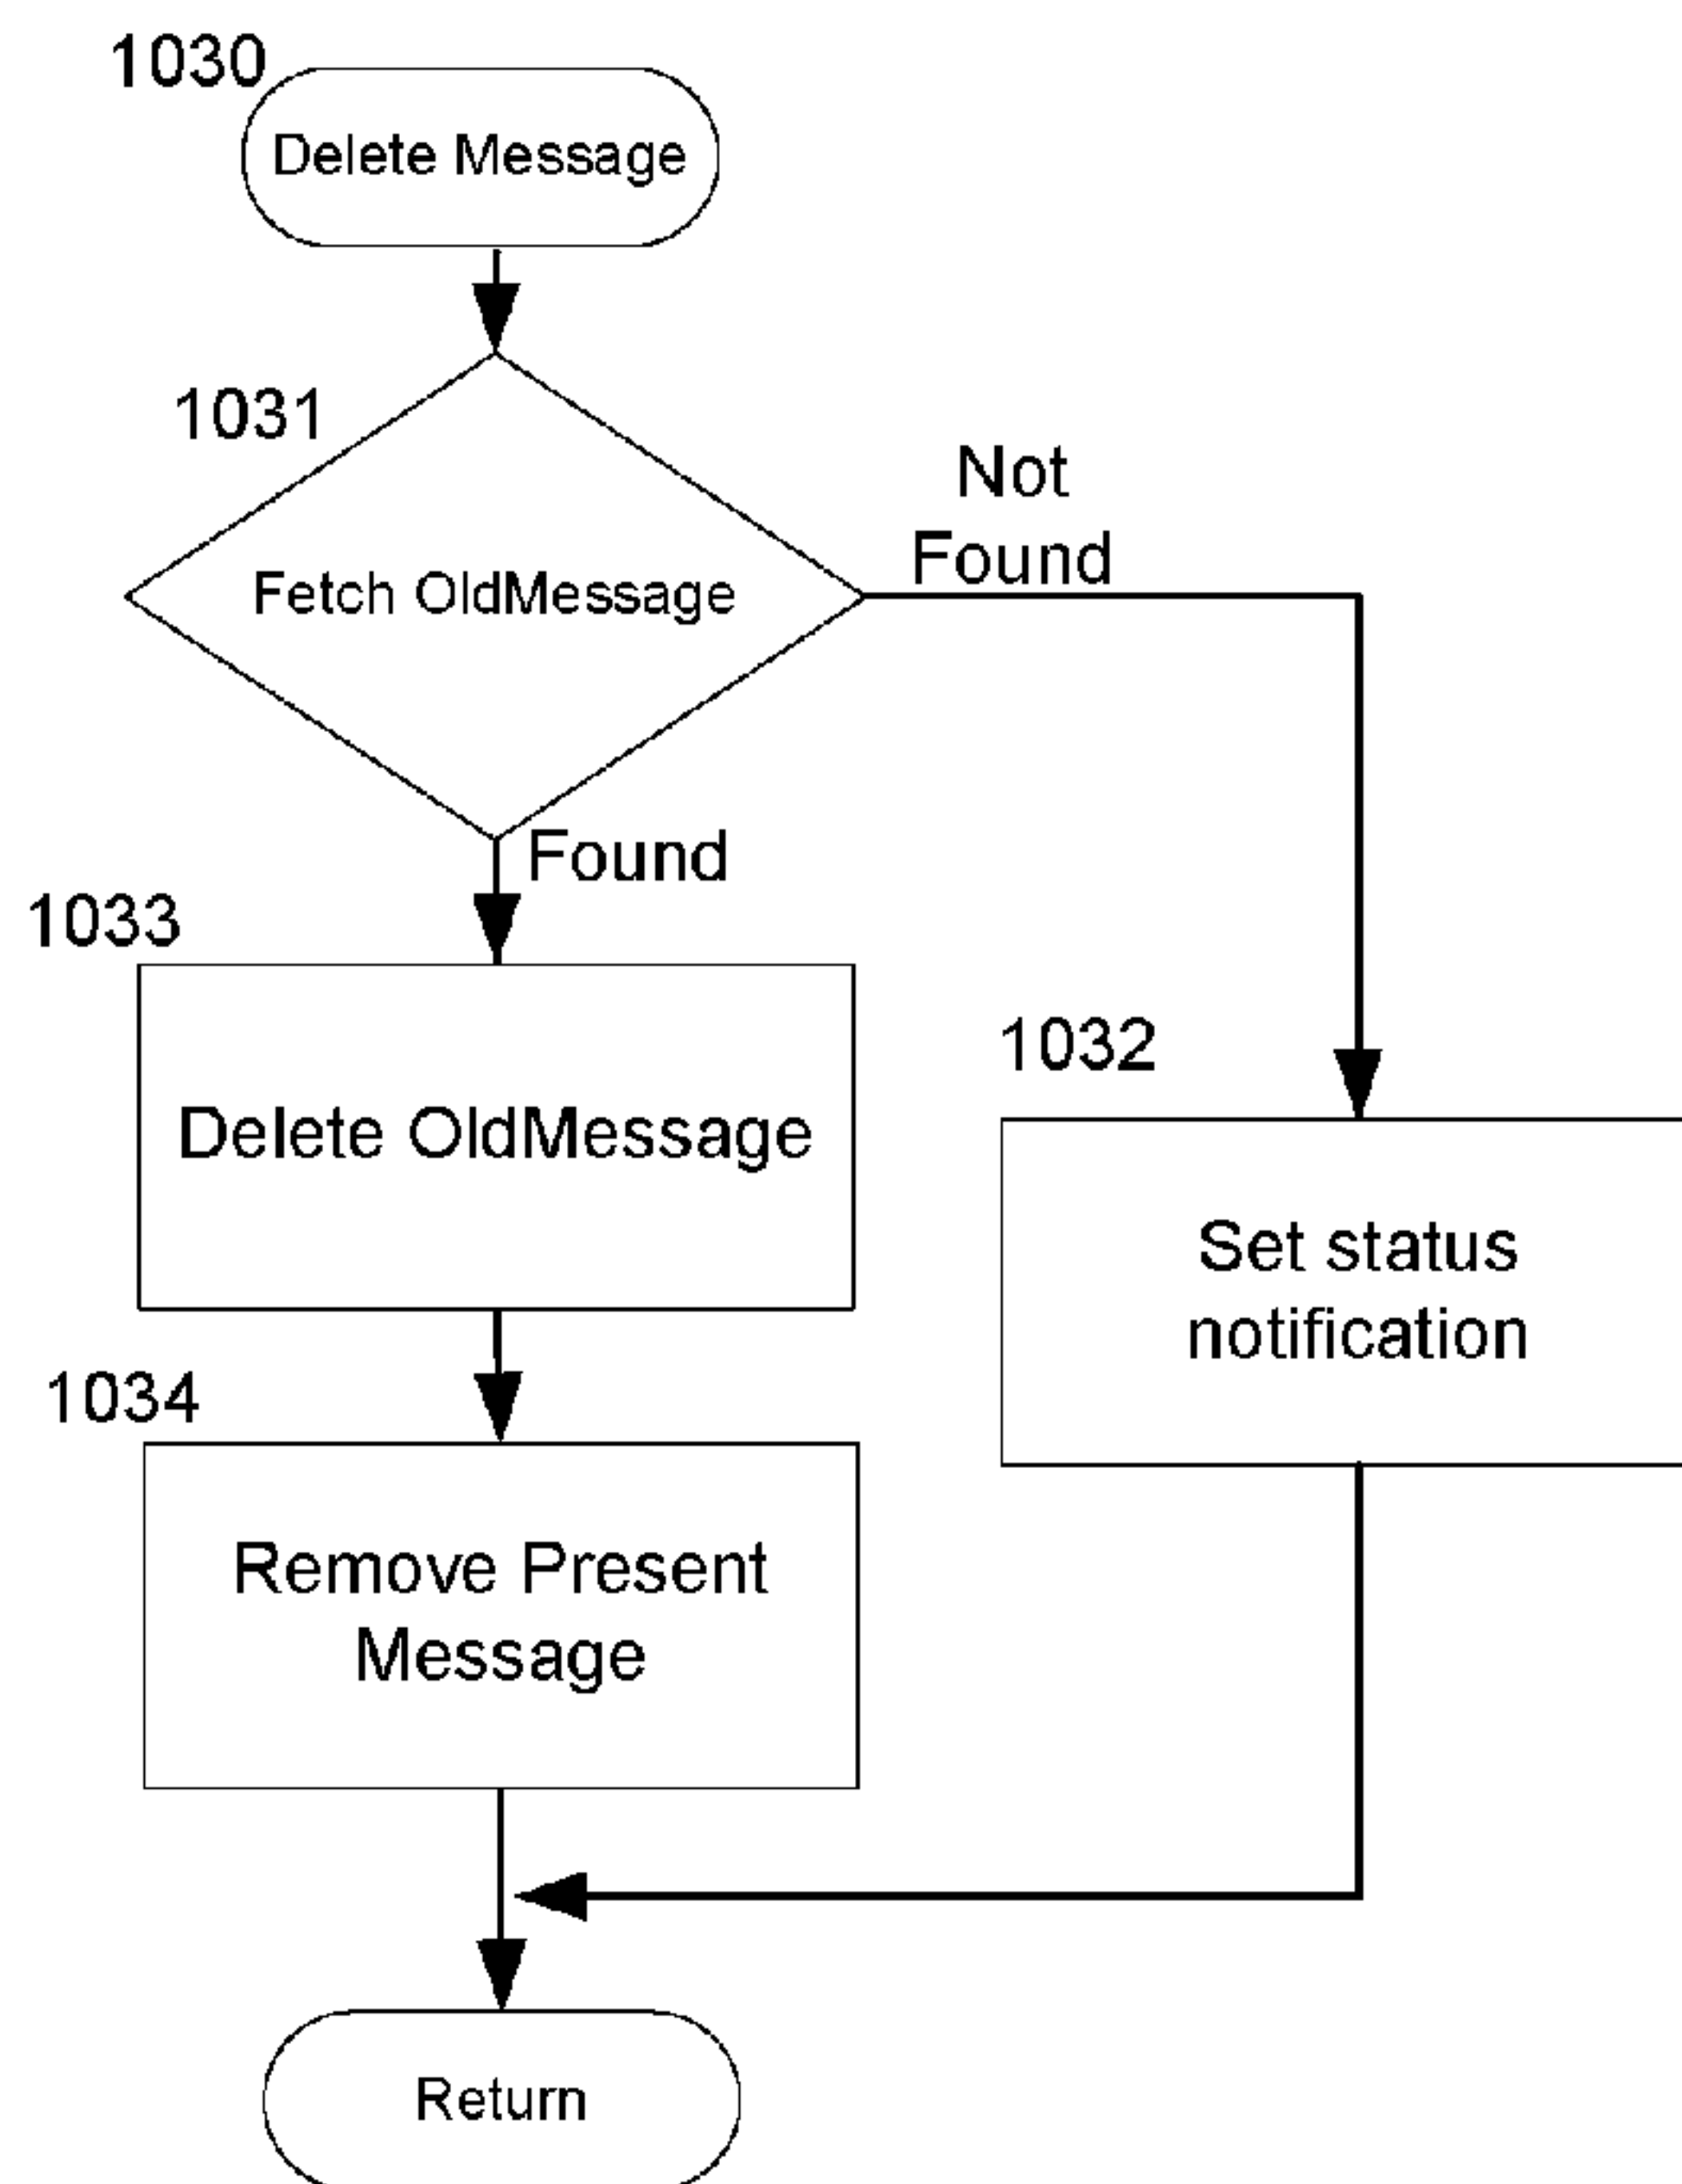 1030
Delete Message
1031
Fetch OldMessage
Not
Found
Found
1033
Delete OldMessage
1032
Set status
notification
1034
Remove Present
Message
Return